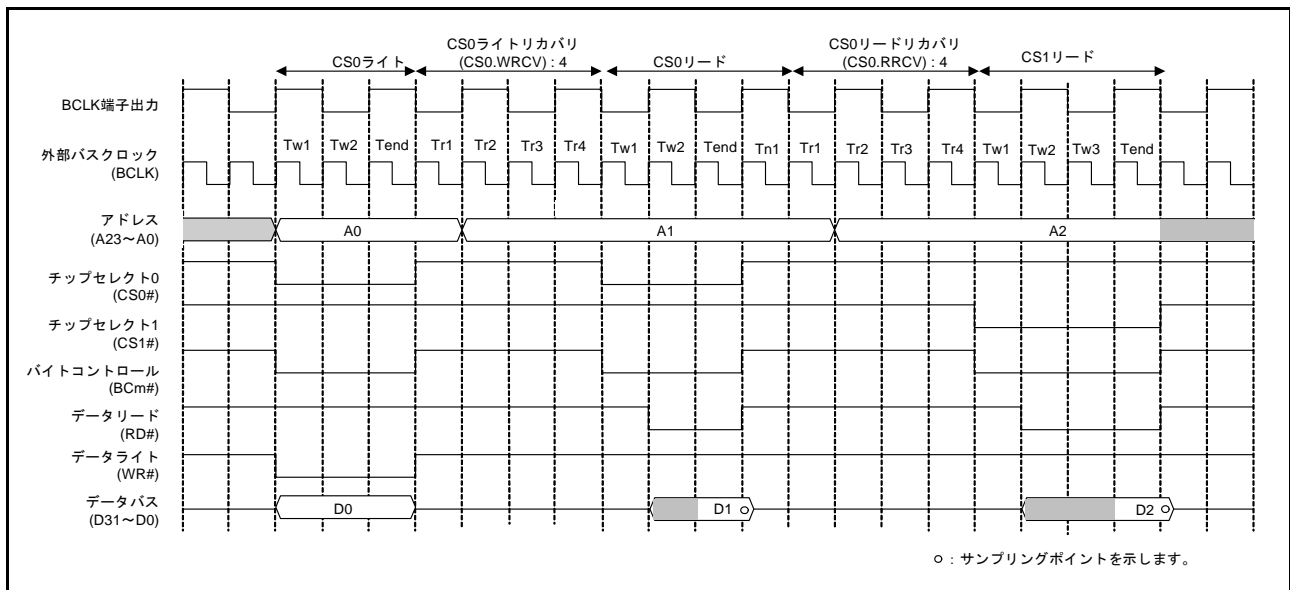 CS0ライト
CS0ライトリカバリ
(CS0.WRCV) : 4
CS0リード
CS0リードリカバリ
(CS0.RRCV) : 4
CS1リード
BCLK端子出力
外部バスクロック
(BCLK)
Tw1 Tw2 Tend Tr1 Tr2 Tr3 Tr4 Tw1 Tw2 Tend Tn1 Tr1 Tr2 Tr3 Tr4 Tw1 Tw2 Tw3 Tend
アドレス
(A23～A0)
A0 A1 A2
チップセレクト0
(CS0#)
チップセレクト1
(CS1#)
バイトコントロール
(BCm#)
データリード
(RD#)
データライト
(WR#)
データバス
(D31～D0)
D0 D1 D2
○ : サンプリングポイントを示します。